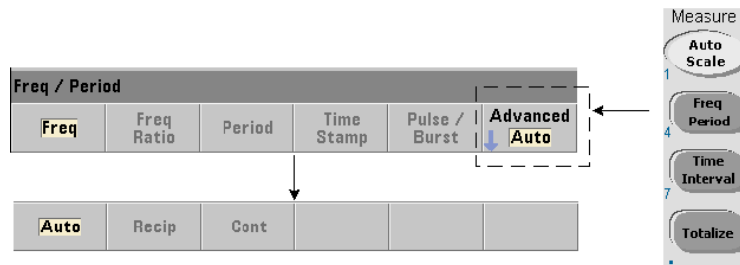 Measure
Auto
Scale
1
Freq / Period
Freq
Freq
Ratio
Period
Time
Stamp
Pulse /
Burst
Advanced
Auto
Freq
Period
4
Time
Interval
7
Auto
Recip
Cont
Totalize